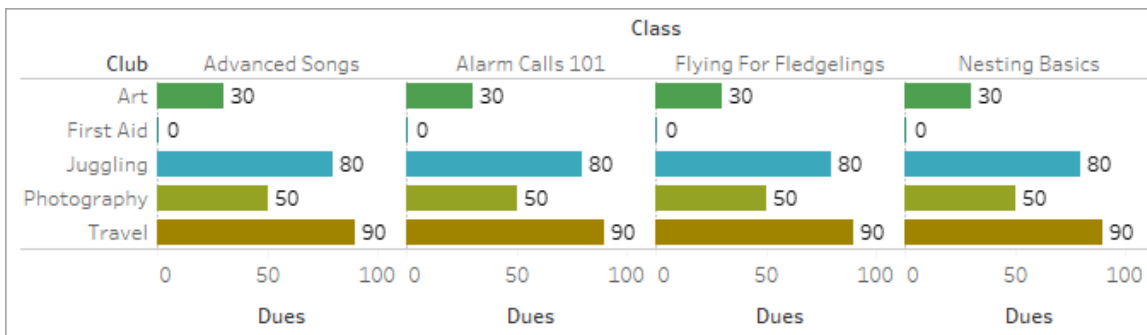 Class
Club Advanced Songs Alarm Calls 101 Flying For Fledgelings Nesting Basics
Art 30 30 30 30
First Aid 0 0 0 0
Juggling 80 80 80 80
Photography 50 50 50 50
Travel 90 90 90 90
0 50 100 0 50 100 0 50 100 0 50 100
Dues Dues Dues Dues